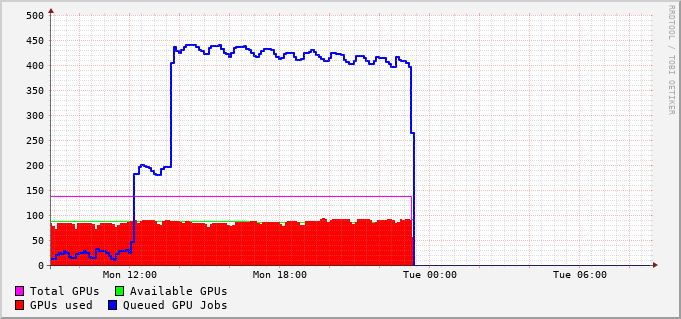 500
450
400
350
300
250
200
150
100
50
0
Mon 12:00 Mon 18:00 Tue 00:00 Tue 06:00
Total GPUs Available GPUs
GPUs used Queued GPU Jobs
RRDTOOL / TOBI OETIKER